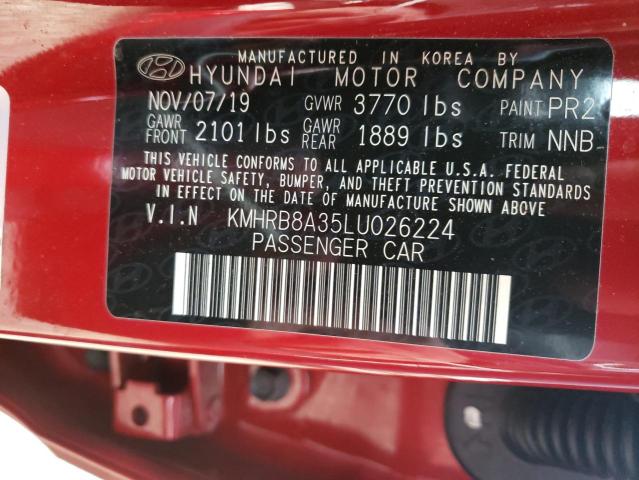 MANUFACTURED IN KOREA BY
HYUNDAI MOTOR COMPANY
NOV/07/19 GVWR 3770 lbs PAINT PR2
GAWR FRONT 2101 lbs GAWR REAR 1889 lbs TRIM NNB
THIS VEHICLE CONFORMS TO ALL APPLICABLE U.S.A. FEDERAL
MOTOR VEHICLE SAFETY, BUMPER, AND THEFT PREVENTION STANDARDS
IN EFFECT ON THE DATE OF MANUFACTURE SHOWN ABOVE.
V.I.N KMHRB8A35LU026224
PASSENGER CAR